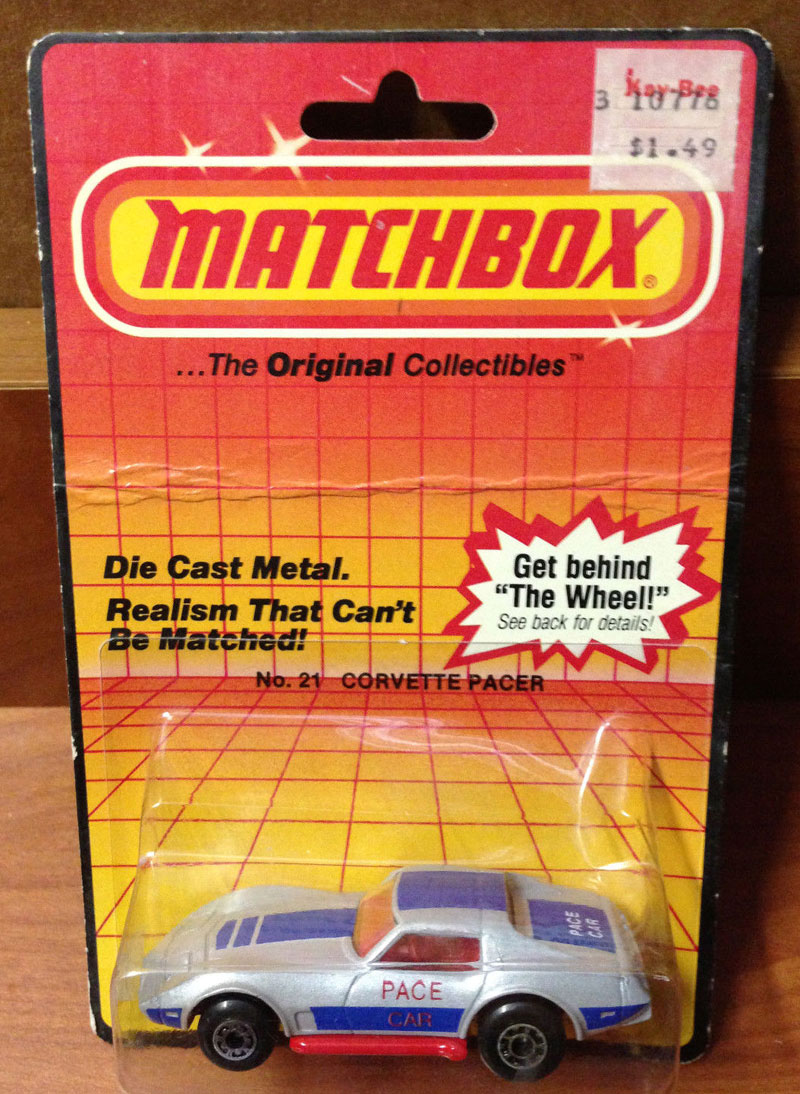 Kay-Bee
3 10778
$1.49
MATCHBOX®
...The Original Collectibles™
Die Cast Metal.
Realism That Can't
Be Matched!
Get behind
"The Wheel!"
See back for details!
No. 21 CORVETTE PACER
PACE
CAR
PACE
CAR